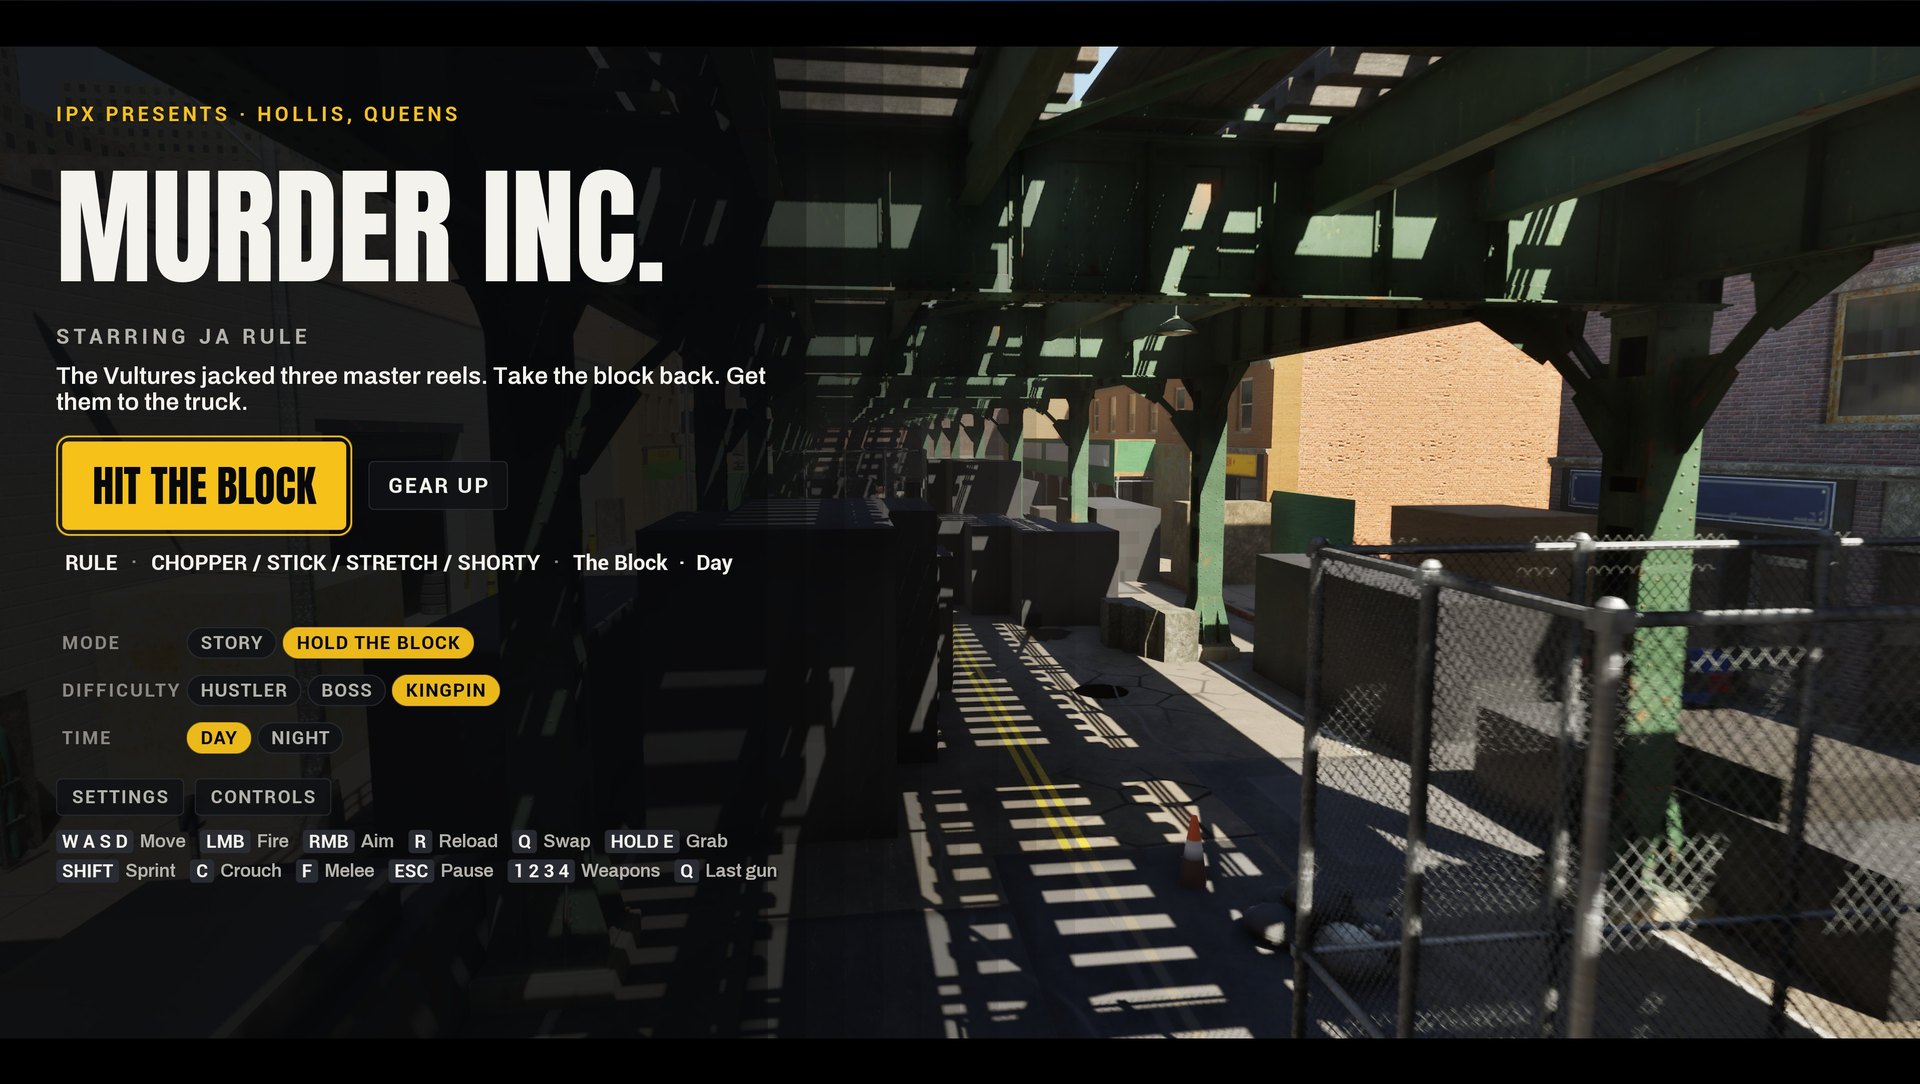 IPX PRESENTS · HOLLIS, QUEENS
MURDER INC.
STARRING JA RULE
The Vultures jacked three master reels. Take the block back. Get
them to the truck.
HIT THE BLOCK GEAR UP
RULE · CHOPPER / STICK / STRETCH / SHORTY · The Block · Day
MODE STORY HOLD THE BLOCK
DIFFICULTY HUSTLER BOSS KINGPIN
TIME DAY NIGHT
SETTINGS CONTROLS
W A S D Move LMB Fire RMB Aim R Reload Q Swap HOLD E Grab
SHIFT Sprint C Crouch F Melee ESC Pause 1 2 3 4 Weapons Q Last gun